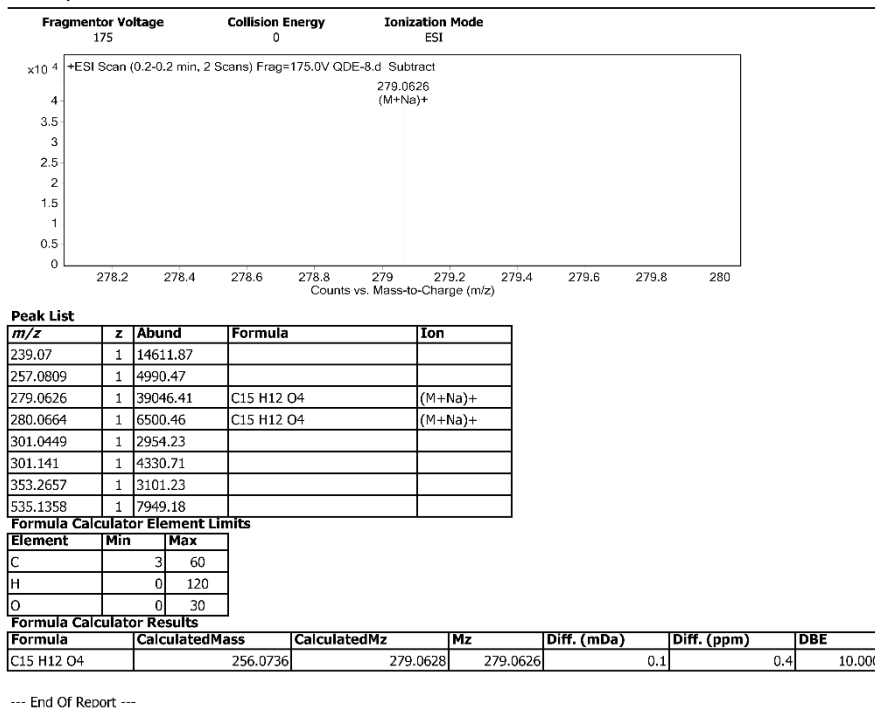 Fragmentor Voltage Collision Energy Ionization Mode
175 0 ESI
x10 4 +ESI Scan (0.2-0.2 min, 2 Scans) Frag=175.0V QDE-8.d Subtract
279.0626
(M+Na)+
4
3.5
3
2.5
2
1.5
1
0.5
0
278.2 278.4 278.6 278.8 279 279.2 279.4 279.6 279.8 280
Counts vs. Mass-to-Charge (m/z)
Peak List
m/z z Abund Formula Ion
239.07 1 14611.87
257.0809 1 4990.47
279.0626 1 39046.41 C15 H12 O4 (M+Na)+
280.0664 1 6500.46 C15 H12 O4 (M+Na)+
301.0449 1 2954.23
301.141 1 4330.71
353.2657 1 3101.23
535.1358 1 7949.18
Formula Calculator Element Limits
Element Min Max
C 3 60
H 0 120
O 0 30
Formula Calculator Results
Formula CalculatedMass CalculatedMz Mz Diff. (mDa) Diff. (ppm) DBE
C15 H12 O4 256.0736 279.0628 279.0626 0.1 0.4 10.000
--- End Of Report ---